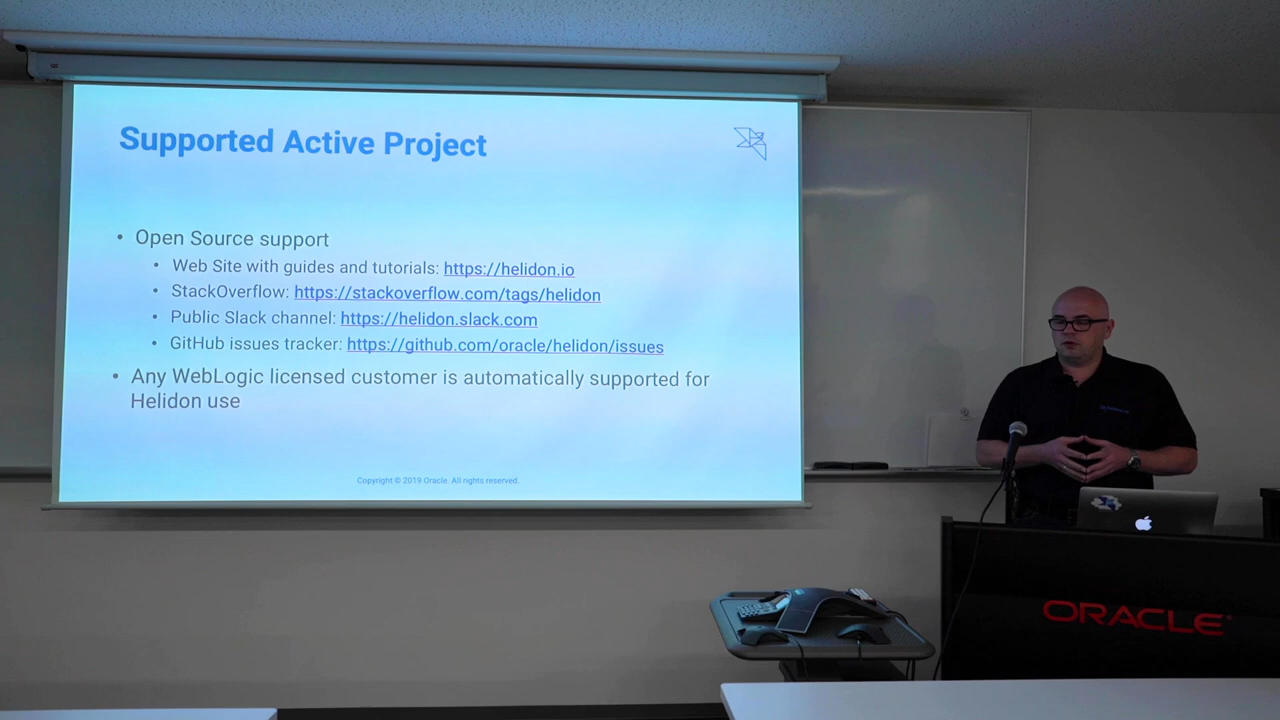 Supported Active Project
• Open Source support
• Web Site with guides and tutorials: https://helidon.io
• StackOverflow: https://stackoverflow.com/tags/helidon
• Public Slack channel: https://helidon.slack.com
• GitHub issues tracker: https://github.com/oracle/helidon/issues
• Any WebLogic licensed customer is automatically supported for
Helidon use
Copyright © 2019 Oracle. All rights reserved.
ORACLE®